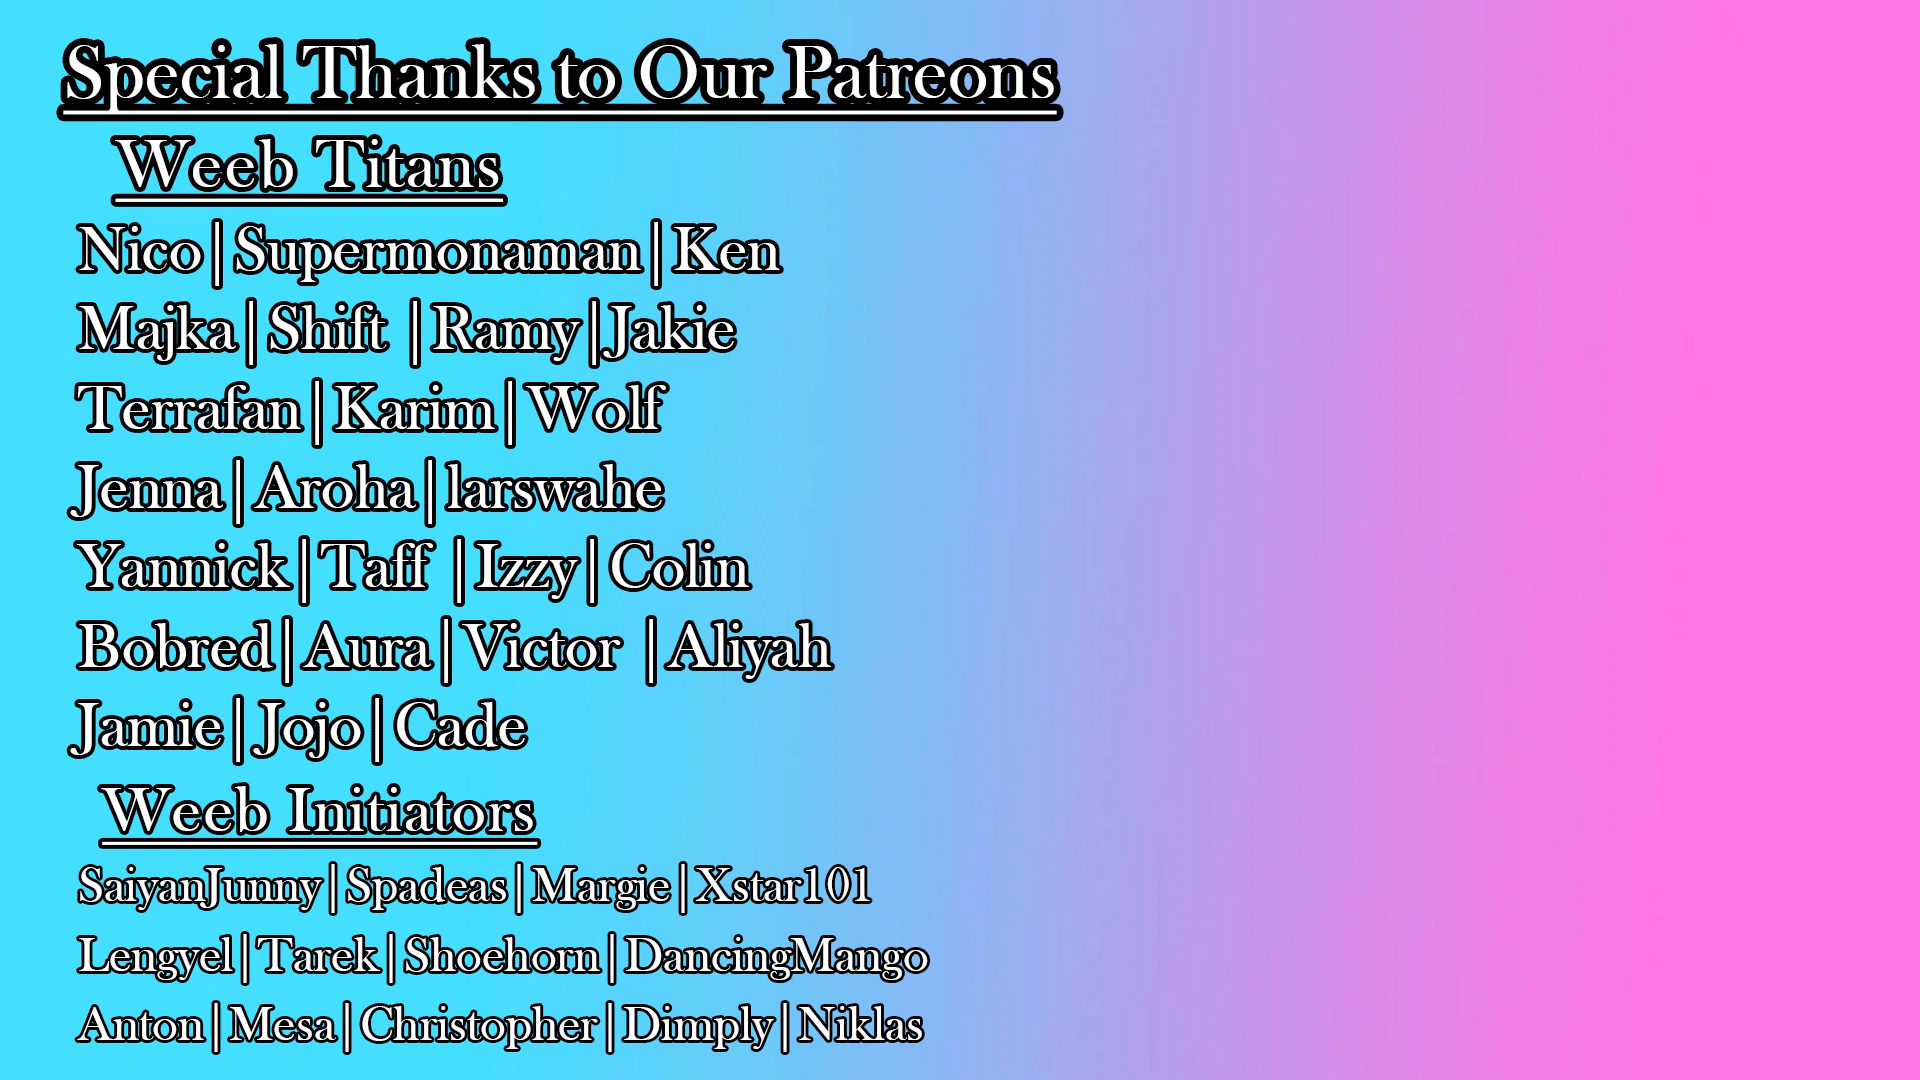 Special Thanks to Our Patreons
Weeb Titans
Nico|Supermonaman|Ken
Majka|Shift |Ramy|Jakie
Terrafan|Karim|Wolf
Jenna|Aroha|larswahe
Yannick|Taff |Izzy|Colin
Bobred|Aura|Victor |Aliyah
Jamie|Jojo|Cade
Weeb Initiators
SaiyanJunny|Spadeas|Margie|Xstar101
Lengyel|Tarek|Shoehorn|DancingMango
Anton|Mesa|Christopher|Dimply|Niklas